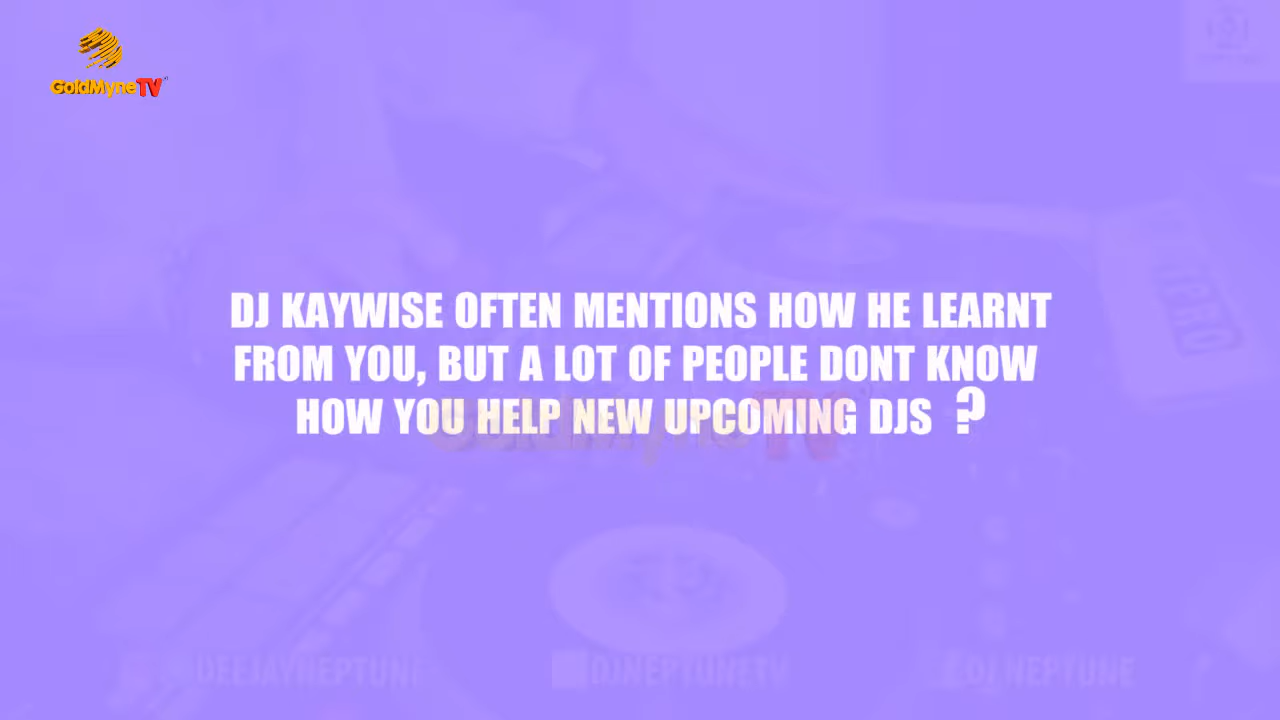 GoldMyneTV
DJ KAYWISE OFTEN MENTIONS HOW HE LEARNT
FROM YOU, BUT A LOT OF PEOPLE DONT KNOW
HOW YOU HELP NEW UPCOMING DJS ?
GoldMyneTV
DEEJAYNEPTUNE DJNEPTUNETV DJNEPTUNE